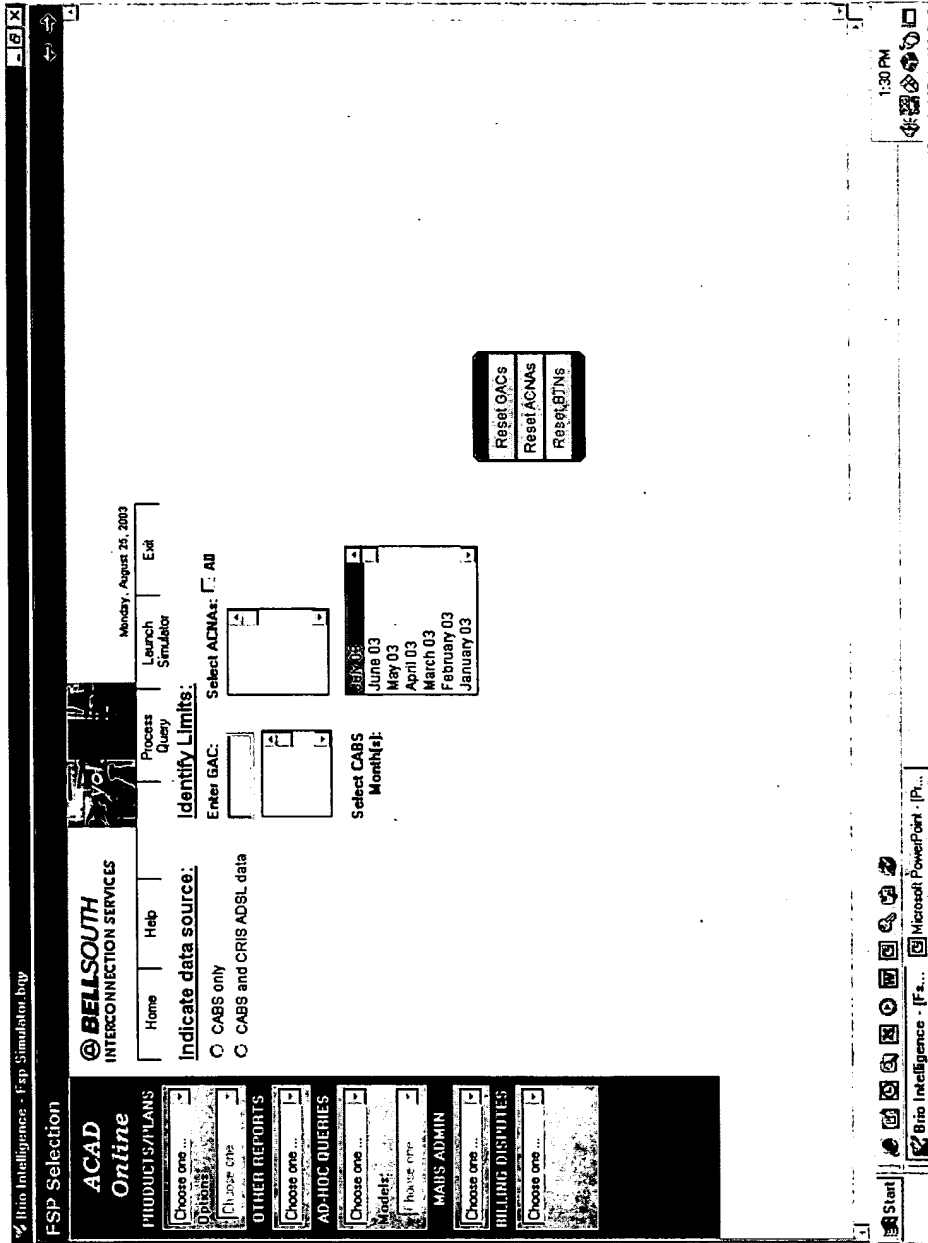 Brio Intelligence - Fsp Simulator.bqy
FSP Selection
ACAD
Online
PRODUCTS/PLANS
Choose one ...
Options:
Choose one
OTHER REPORTS
Choose one ...
AD-HOC QUERIES
Choose one ...
Models:
Choose one
MABS ADMIN
Choose one ...
BILLING DISPUTES
Choose one ...
@ BELLSOUTH
INTERCONNECTION SERVICES
Monday, August 25, 2003
Home
Help
Process
Query
Launch
Simulator
Exit
Indicate data source:
CABS only
CABS and CRIS ADSL data
Identify Limits:
Enter GAC:
Select ACNAs:
All
Select CABS
Month(s):
June 03
May 03
April 03
March 03
February 03
January 03
Reset GACs
Reset ACNAs
Reset BTNs
Start
Brio Intelligence - [Fs...
Microsoft PowerPoint - [Pr...
1:30 PM